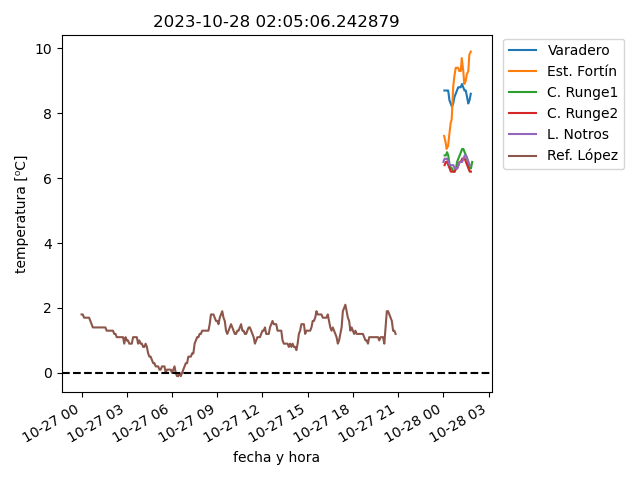 2023-10-28 02:05:06.242879
temperatura [ºC]
10
8
6
4
2
0
10-27 00
10-27 03
10-27 06
10-27 09
10-27 12
10-27 15
10-27 18
10-27 21
10-28 00
10-28 03
fecha y hora
Varadero
Est. Fortín
C. Runge1
C. Runge2
L. Notros
Ref. López